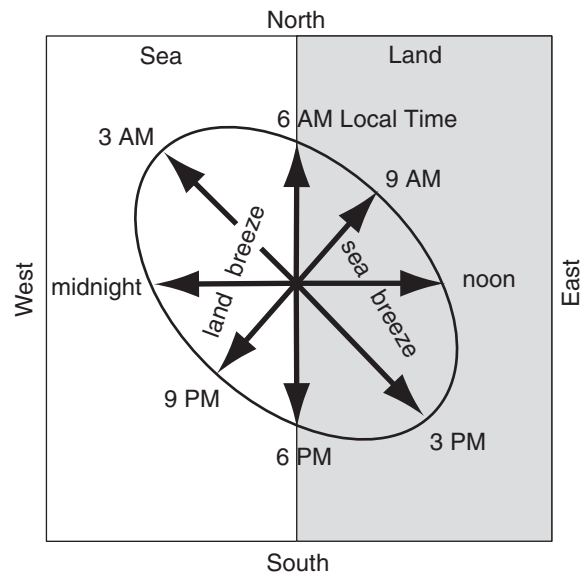 North
Sea
Land
6 AM Local Time
3 AM
9 AM
land breeze
sea breeze
West
midnight
noon
East
9 PM
3 PM
6 PM
South